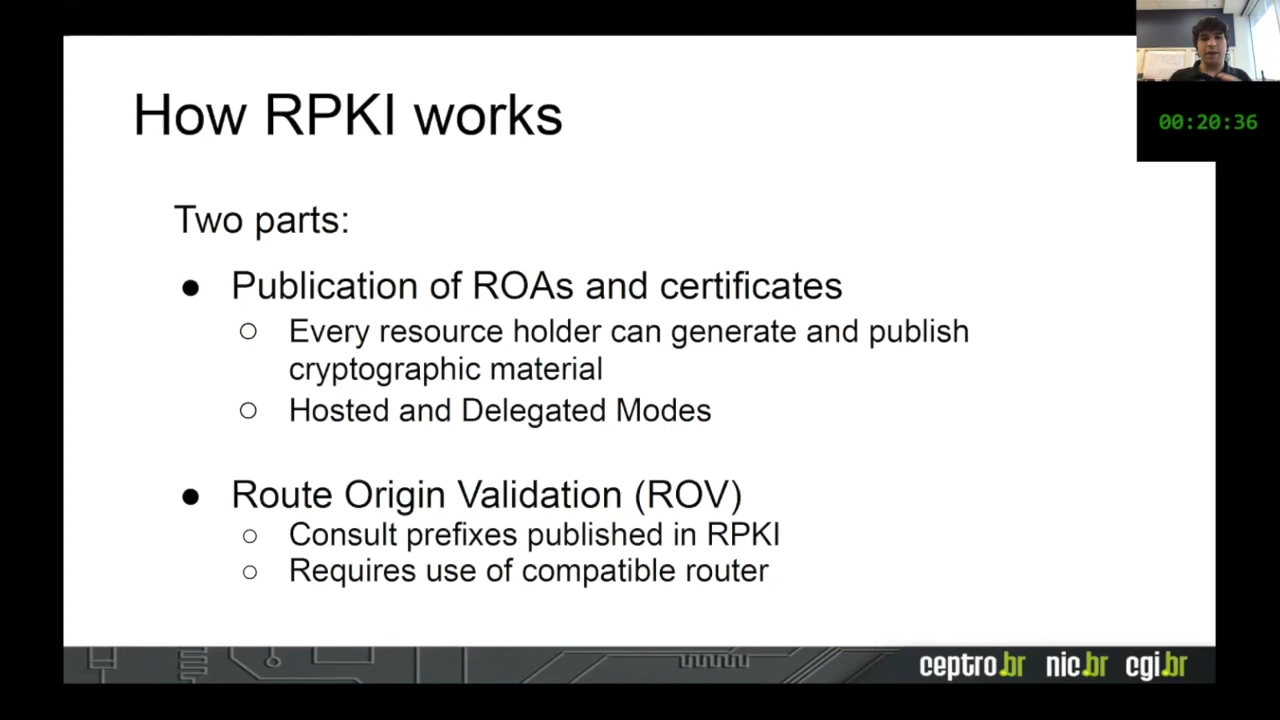 How RPKI works
00:20:36
Two parts:
● Publication of ROAs and certificates
○ Every resource holder can generate and publish
cryptographic material
○ Hosted and Delegated Modes
● Route Origin Validation (ROV)
○ Consult prefixes published in RPKI
○ Requires use of compatible router
ceptro.br nic.br cgi.br